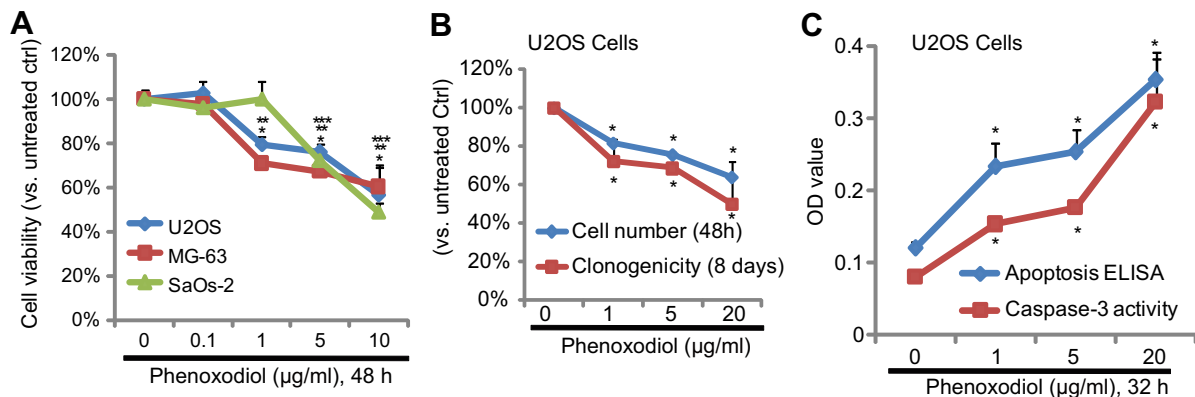 A
Cell viability (vs. untreated ctrl)
120%
100%
80%
60%
40%
20%
0%
***
**
*
***
**
*
***
**
*
U2OS
MG-63
SaOs-2
0 0.1 1 5 10
Phenoxodiol (µg/ml), 48 h
B
U2OS Cells
(vs. untreated Ctrl)
120%
100%
80%
60%
40%
20%
0%
* * *
* * *
Cell number (48h)
Clonogenicity (8 days)
0 1 5 20
Phenoxodiol (µg/ml)
C
U2OS Cells
OD value
0.4
0.3
0.2
0.1
0
* * *
* * *
Apoptosis ELISA
Caspase-3 activity
0 1 5 20
Phenoxodiol (µg/ml), 32 h